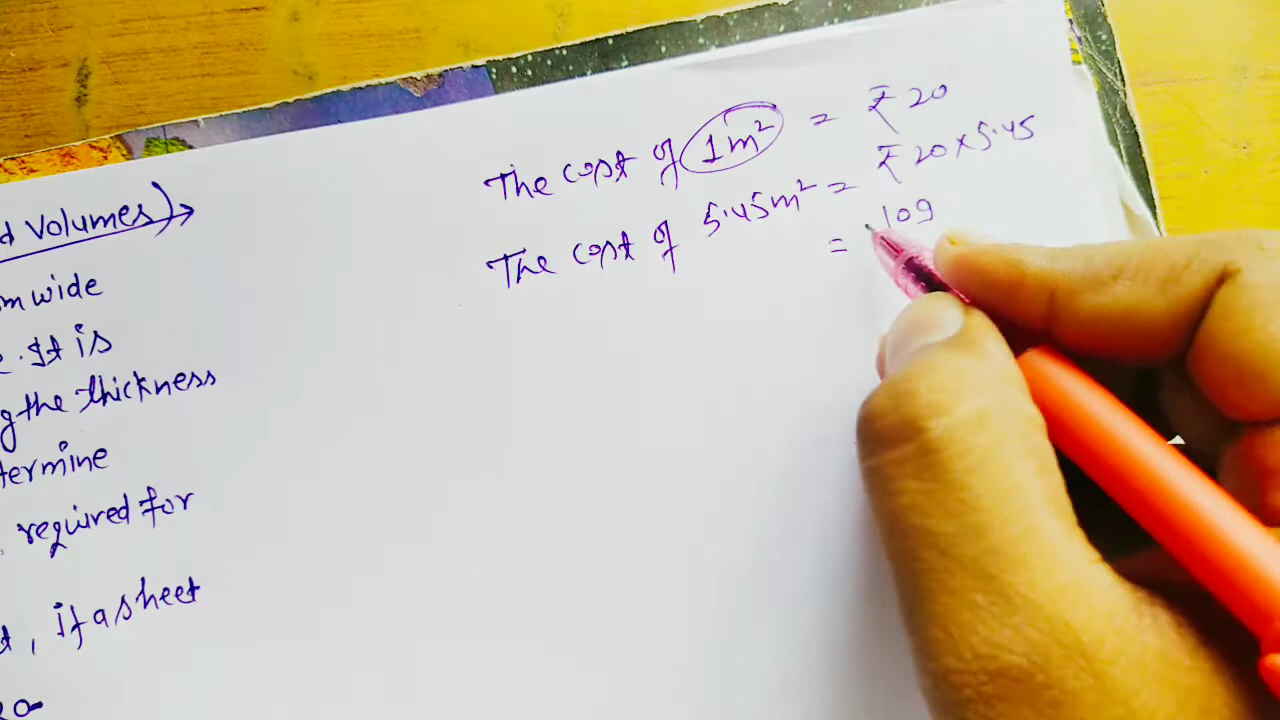 d Volumes)
m wide
e. It is
g the thickness
termine
required for
t, if a sheet
20
The cost of 1m² = ₹ 20
The cost of 5.45m² = ₹ 20 × 5.45
= 109